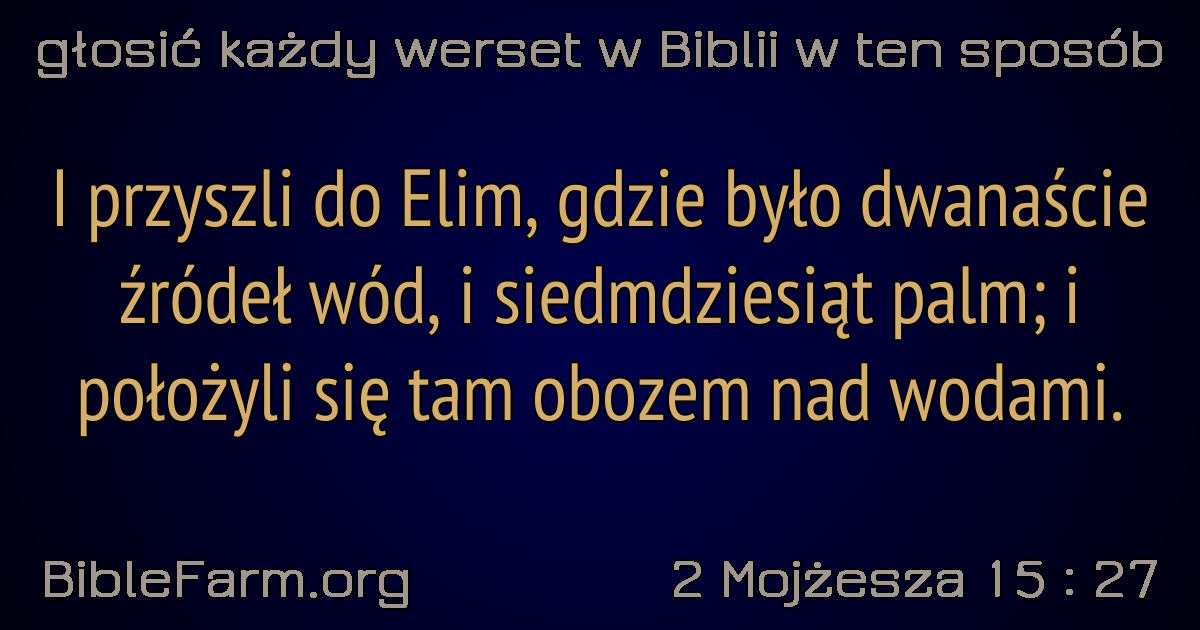 głosić każdy werset w Biblii w ten sposób
I przyszli do Elim, gdzie było dwanaście
źródeł wód, i siedmdziesiąt palm; i
położyli się tam obozem nad wodami.
BibleFarm.org
2 Mojżesza 15 : 27